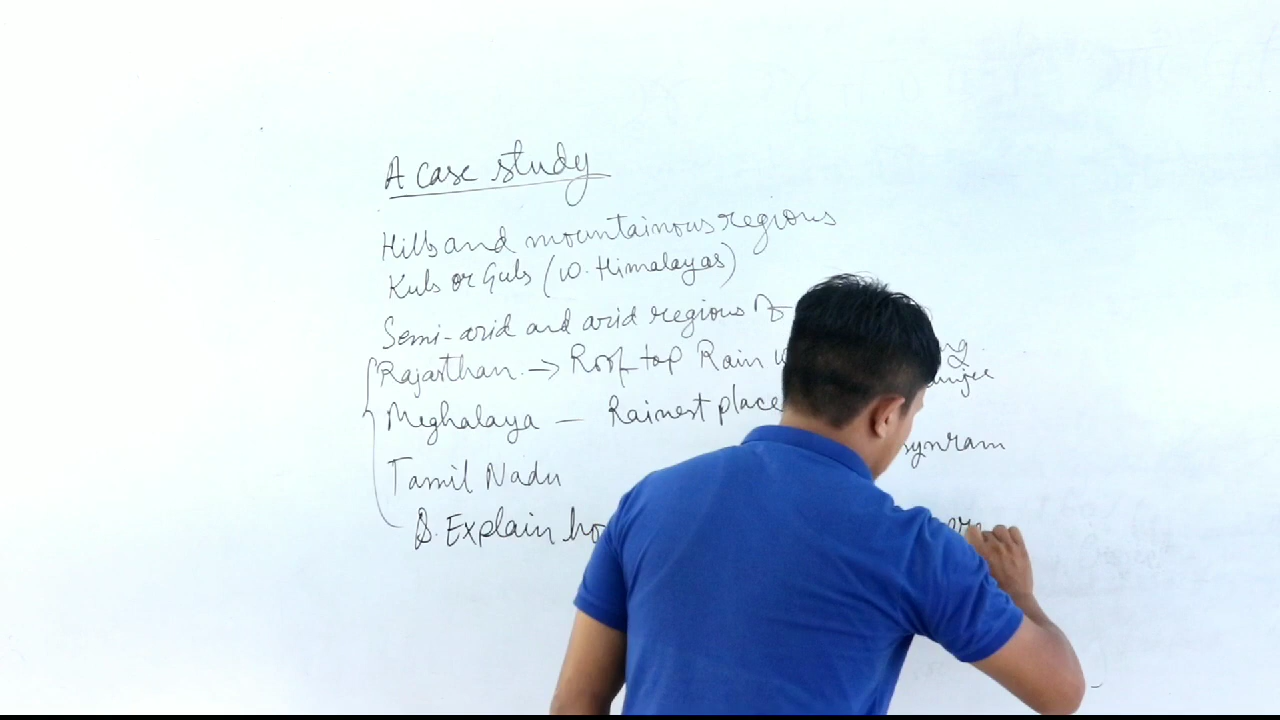 A case study
Hills and mountainous regions
Kuls or Guls (W. Himalayas)
Semi-arid and arid regions of
Rajasthan → Roof top Rain
Meghalaya — Rainest place
Tamil Nadu
Q. Explain